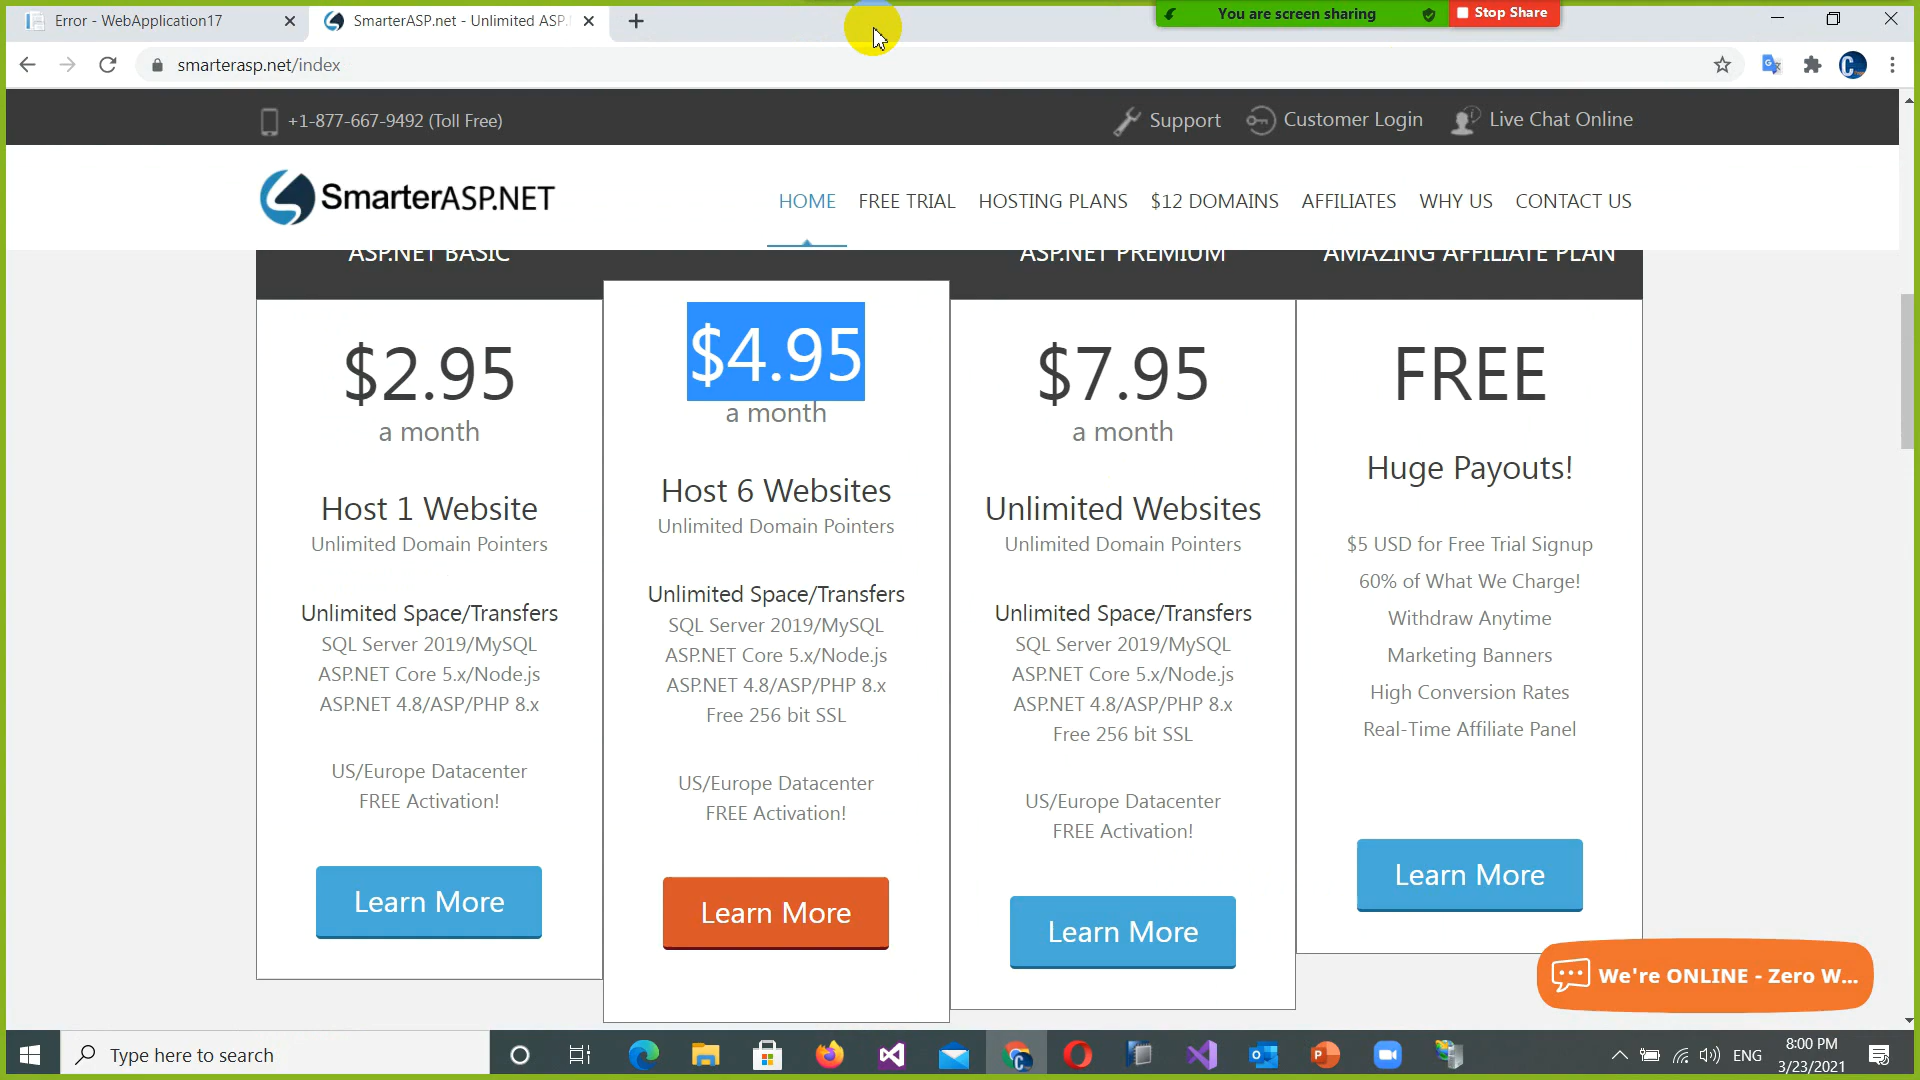 Error - WebApplication17
SmarterASP.net - Unlimited ASP.
You are screen sharing
Stop Share
smarterasp.net/index
+1-877-667-9492 (Toll Free)
Support
Customer Login
Live Chat Online
SmarterASP.NET
HOME
FREE TRIAL
HOSTING PLANS
$12 DOMAINS
AFFILIATES
WHY US
CONTACT US
ASP.NET BASIC
ASP.NET PREMIUM
AMAZING AFFILIATE PLAN
$2.95
a month
Host 1 Website
Unlimited Domain Pointers
Unlimited Space/Transfers
SQL Server 2019/MySQL
ASP.NET Core 5.x/Node.js
ASP.NET 4.8/ASP/PHP 8.x
US/Europe Datacenter
FREE Activation!
Learn More
$4.95
a month
Host 6 Websites
Unlimited Domain Pointers
Unlimited Space/Transfers
SQL Server 2019/MySQL
ASP.NET Core 5.x/Node.js
ASP.NET 4.8/ASP/PHP 8.x
Free 256 bit SSL
US/Europe Datacenter
FREE Activation!
Learn More
$7.95
a month
Unlimited Websites
Unlimited Domain Pointers
Unlimited Space/Transfers
SQL Server 2019/MySQL
ASP.NET Core 5.x/Node.js
ASP.NET 4.8/ASP/PHP 8.x
Free 256 bit SSL
US/Europe Datacenter
FREE Activation!
Learn More
FREE
Huge Payouts!
$5 USD for Free Trial Signup
60% of What We Charge!
Withdraw Anytime
Marketing Banners
High Conversion Rates
Real-Time Affiliate Panel
Learn More
We're ONLINE - Zero W...
Type here to search
ENG
8:00 PM
3/23/2021